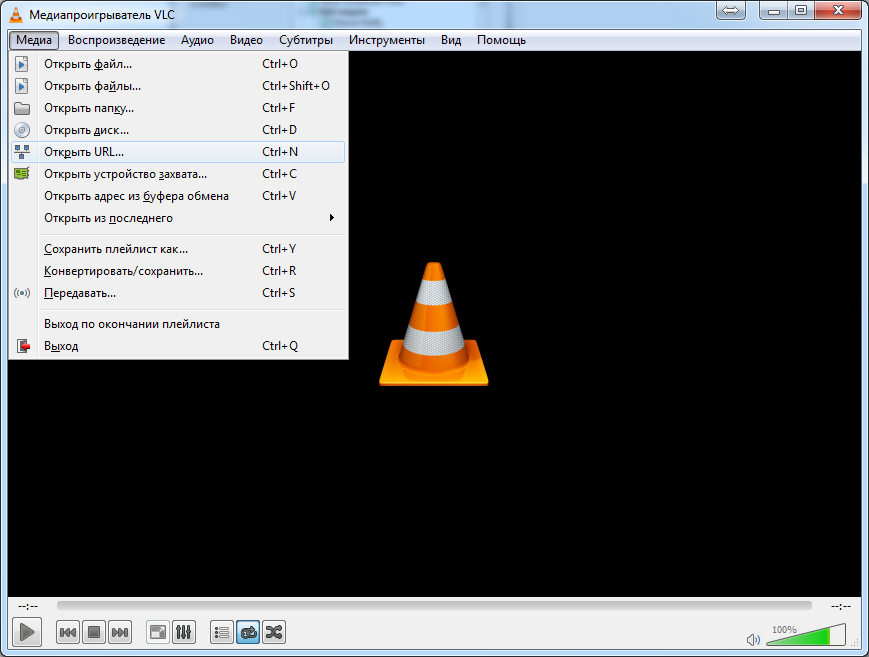 Медиапроигрыватель VLC
Медиа Воспроизведение Аудио Видео Субтитры Инструменты Вид Помощь
Открыть файл... Ctrl+O
Открыть файлы... Ctrl+Shift+O
Открыть папку... Ctrl+F
Открыть диск... Ctrl+D
Открыть URL... Ctrl+N
Открыть устройство захвата... Ctrl+C
Открыть адрес из буфера обмена Ctrl+V
Открыть из последнего
Сохранить плейлист как... Ctrl+Y
Конвертировать/сохранить... Ctrl+R
Передавать... Ctrl+S
Выход по окончании плейлиста
Выход Ctrl+Q
--:-- --:--
100%